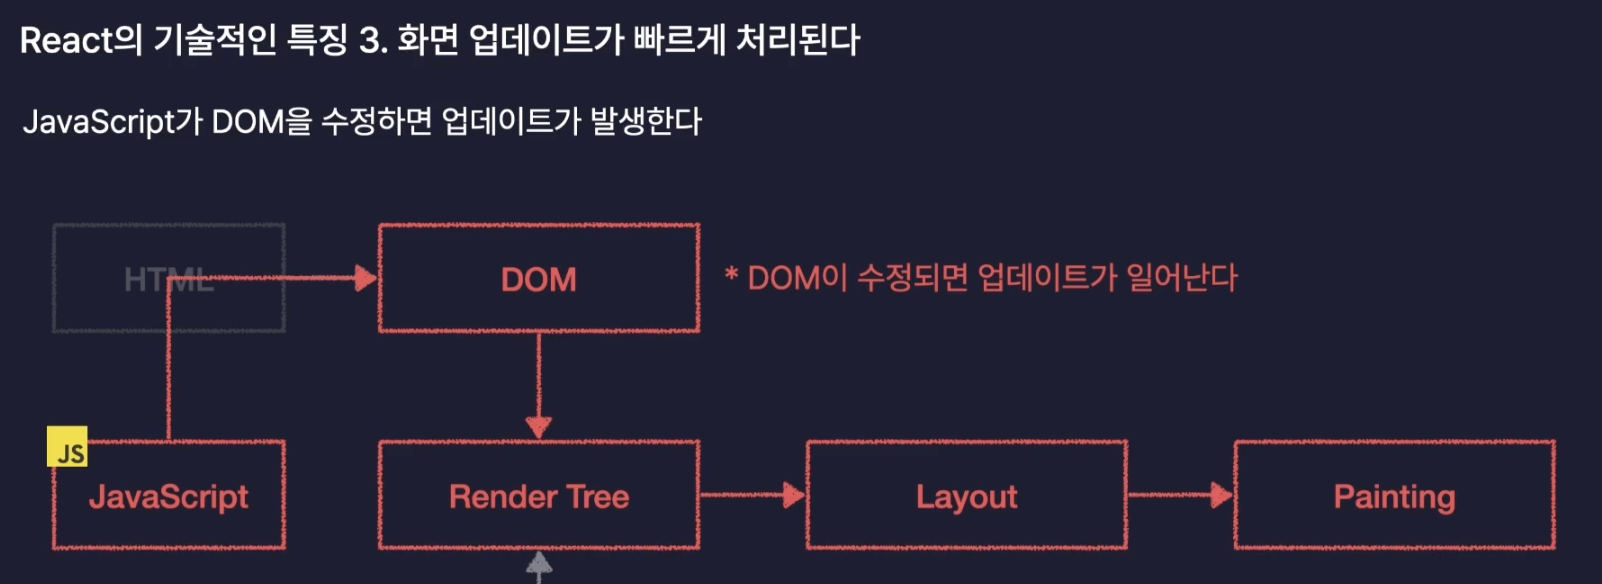 React의 기술적인 특징 3. 화면 업데이트가 빠르게 처리된다
JavaScript가 DOM을 수정하면 업데이트가 발생한다
HTML
DOM
* DOM이 수정되면 업데이트가 일어난다
JS
JavaScript
Render Tree
Layout
Painting